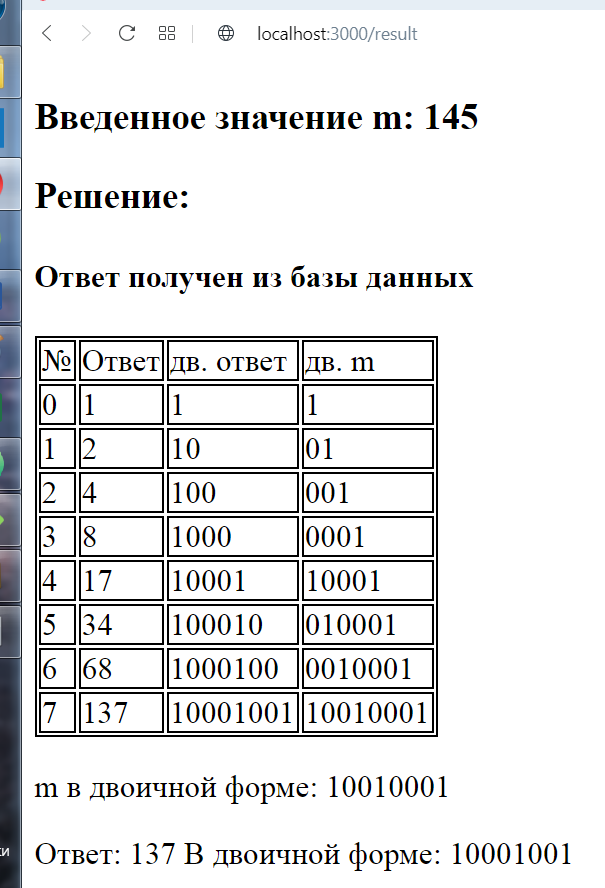 localhost:3000/result
Введенное значение m: 145
Решение:
Ответ получен из базы данных
№ Ответ дв. ответ дв. m
0 1 1 1
1 2 10 01
2 4 100 001
3 8 1000 0001
4 17 10001 10001
5 34 100010 010001
6 68 1000100 0010001
7 137 10001001 10010001
m в двоичной форме: 10010001
Ответ: 137 В двоичной форме: 10001001